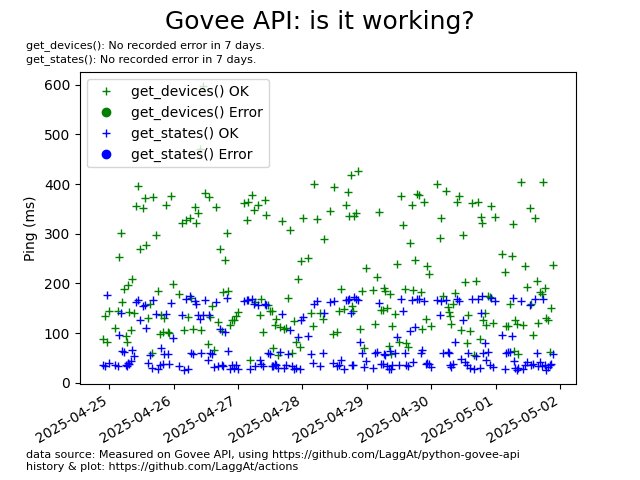 Govee API: is it working?
get_devices(): No recorded error in 7 days.
get_states(): No recorded error in 7 days.
600
500
400
300
200
100
0
Ping (ms)
get_devices() OK
get_devices() Error
get_states() OK
get_states() Error
2025-04-25
2025-04-26
2025-04-27
2025-04-28
2025-04-29
2025-04-30
2025-05-01
2025-05-02
data source: Measured on Govee API, using https://github.com/LaggAt/python-govee-api
history & plot: https://github.com/LaggAt/actions